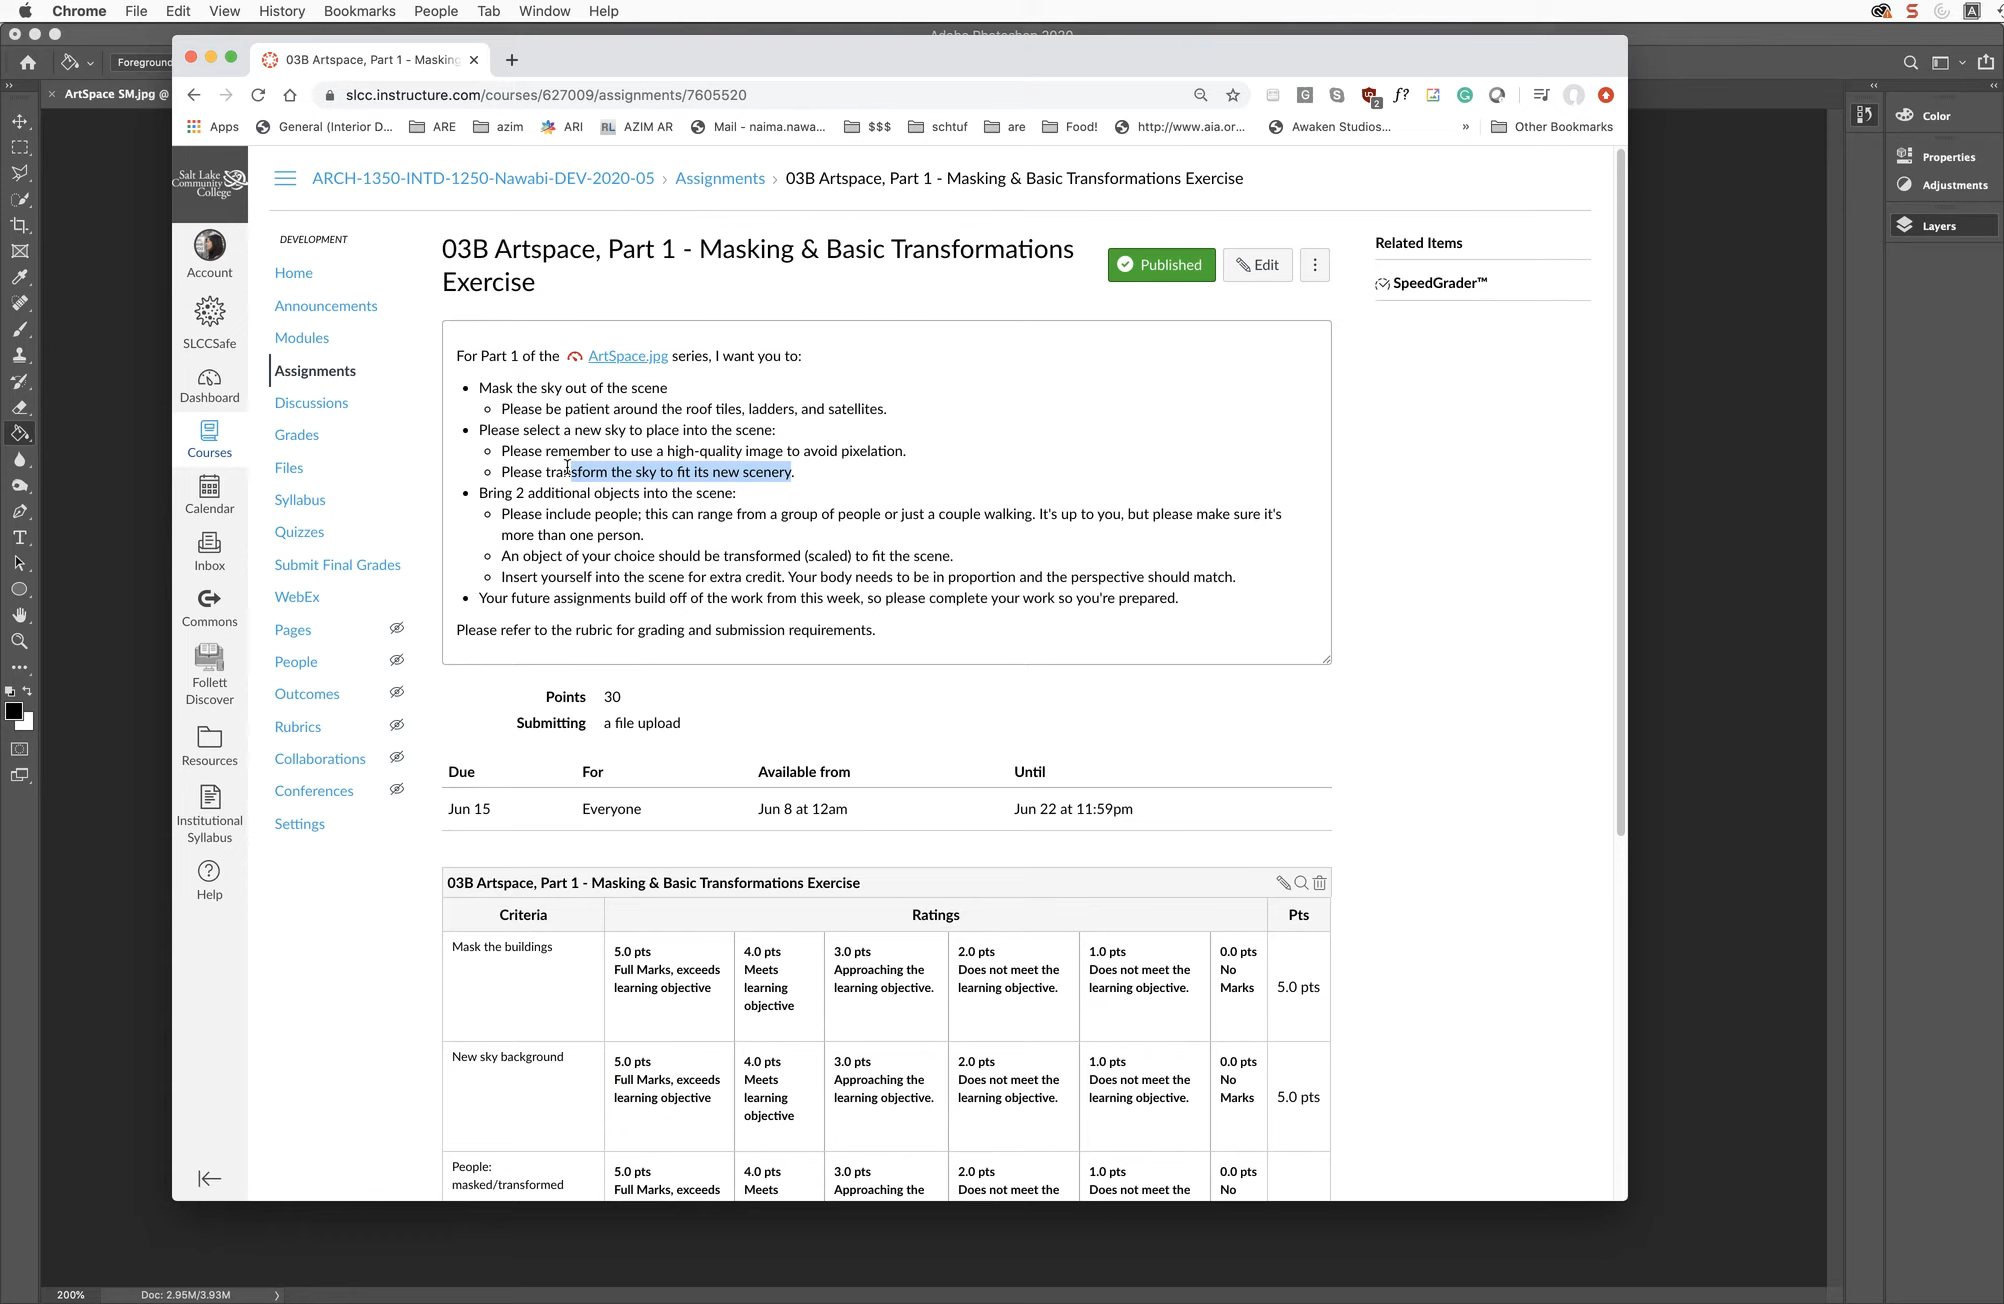 Chrome File Edit View History Bookmarks People Tab Window Help
Foreground
ArtSpace SM.jpg @
03B Artspace, Part 1 - Masking
slcc.instructure.com/courses/627009/assignments/7605520
Apps General (Interior D... ARE azim ARI AZIM AR Mail - naima.nawa... $$$ schtuf are Food! http://www.aia.or... Awaken Studios... » Other Bookmarks
Salt Lake
Community
College
Account
SLCCSafe
Dashboard
Courses
Calendar
Inbox
Commons
Follett
Discover
Resources
Institutional
Syllabus
Help
ARCH-1350-INTD-1250-Nawabi-DEV-2020-05 › Assignments › 03B Artspace, Part 1 - Masking & Basic Transformations Exercise
DEVELOPMENT
Home
Announcements
Modules
Assignments
Discussions
Grades
Files
Syllabus
Quizzes
Submit Final Grades
WebEx
Pages
People
Outcomes
Rubrics
Collaborations
Conferences
Settings
03B Artspace, Part 1 - Masking & Basic Transformations
Exercise
Published
Edit
Related Items
SpeedGrader™
For Part 1 of the ArtSpace.jpg series, I want you to:
Mask the sky out of the scene
Please be patient around the roof tiles, ladders, and satellites.
Please select a new sky to place into the scene:
Please remember to use a high-quality image to avoid pixelation.
Please transform the sky to fit its new scenery.
Bring 2 additional objects into the scene:
Please include people; this can range from a group of people or just a couple walking. It's up to you, but please make sure it's
more than one person.
An object of your choice should be transformed (scaled) to fit the scene.
Insert yourself into the scene for extra credit. Your body needs to be in proportion and the perspective should match.
Your future assignments build off of the work from this week, so please complete your work so you're prepared.
Please refer to the rubric for grading and submission requirements.
Points 30
Submitting a file upload
Due For Available from Until
Jun 15 Everyone Jun 8 at 12am Jun 22 at 11:59pm
03B Artspace, Part 1 - Masking & Basic Transformations Exercise
Criteria Ratings Pts
Mask the buildings
5.0 pts
Full Marks, exceeds
learning objective
4.0 pts
Meets
learning
objective
3.0 pts
Approaching the
learning objective.
2.0 pts
Does not meet the
learning objective.
1.0 pts
Does not meet the
learning objective.
0.0 pts
No
Marks
5.0 pts
New sky background
5.0 pts
Full Marks, exceeds
learning objective
4.0 pts
Meets
learning
objective
3.0 pts
Approaching the
learning objective.
2.0 pts
Does not meet the
learning objective.
1.0 pts
Does not meet the
learning objective.
0.0 pts
No
Marks
5.0 pts
People:
masked/transformed
5.0 pts
Full Marks, exceeds
4.0 pts
Meets
3.0 pts
Approaching the
2.0 pts
Does not meet the
1.0 pts
Does not meet the
0.0 pts
No
Color
Properties
Adjustments
Layers
200% Doc: 2.95M/3.93M